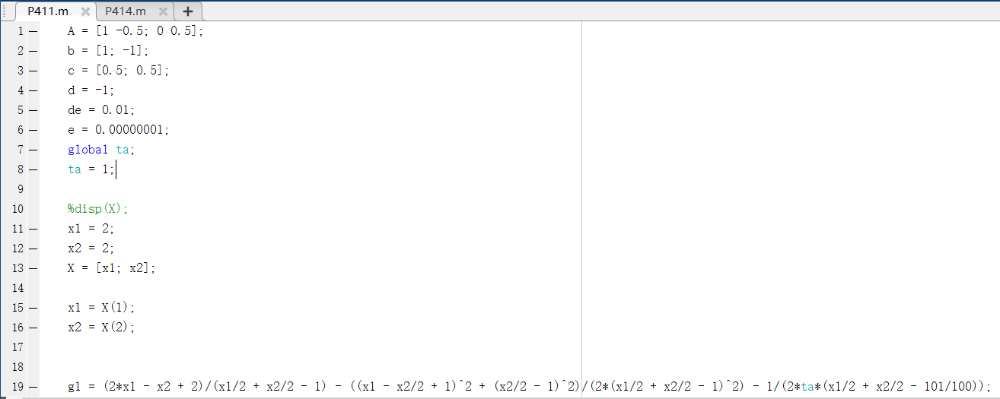 P411.m × P414.m × +
1 — A = [1 -0.5; 0 0.5];
2 — b = [1; -1];
3 — c = [0.5; 0.5];
4 — d = -1;
5 — de = 0.01;
6 — e = 0.00000001;
7 — global ta;
8 — ta = 1;
9
10 %disp(X);
11 — x1 = 2;
12 — x2 = 2;
13 — X = [x1; x2];
14
15 — x1 = X(1);
16 — x2 = X(2);
17
18
19 — g1 = (2*x1 - x2 + 2)/(x1/2 + x2/2 - 1) - ((x1 - x2/2 + 1)^2 + (x2/2 - 1)^2)/(2*(x1/2 + x2/2 - 1)^2) - 1/(2*ta*(x1/2 + x2/2 - 101/100));